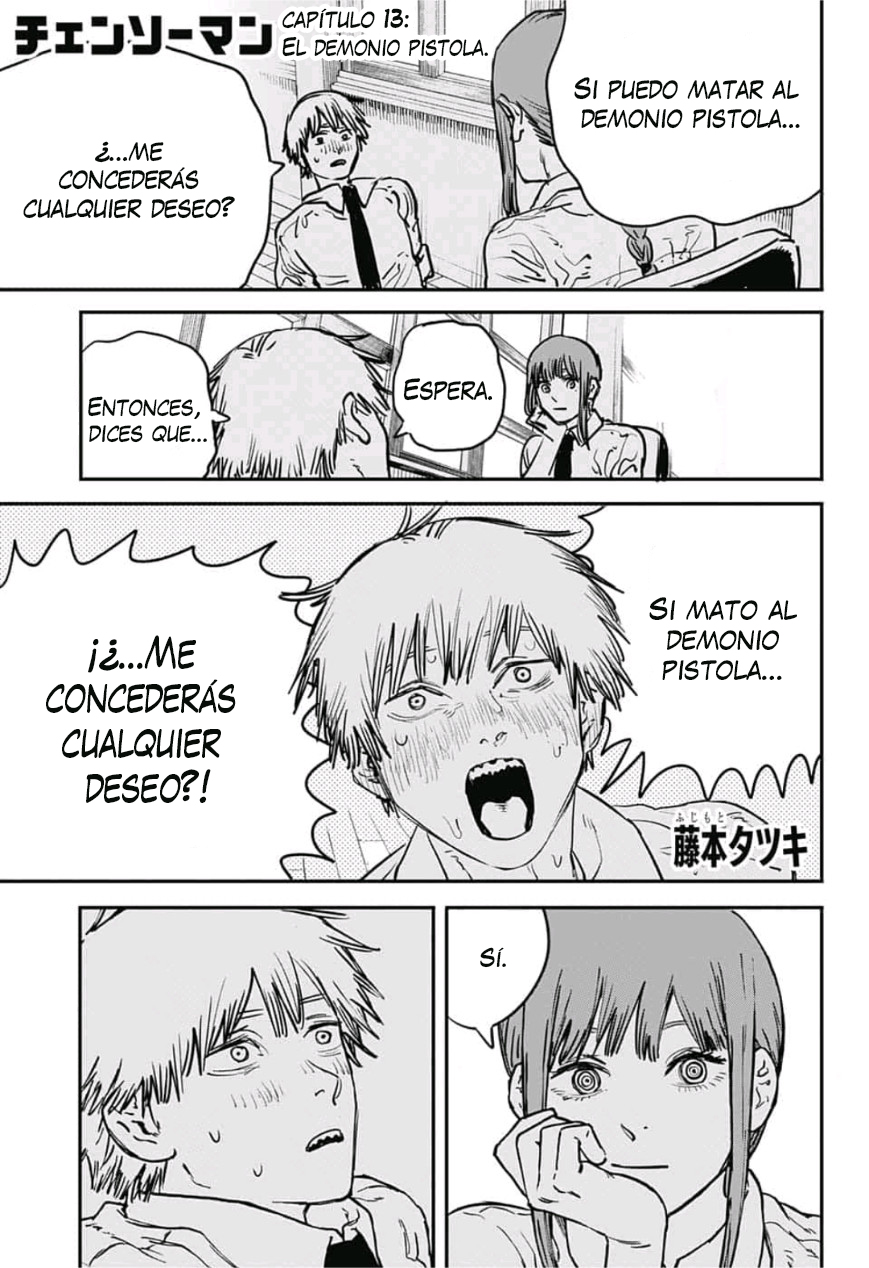 チェンソーマン
CAPÍTULO 13:
EL DEMONIO PISTOLA.
SI PUEDO MATAR AL
DEMONIO PISTOLA...
¿...ME
CONCEDERÁS
CUALQUIER DESEO?
ESPERA.
ENTONCES,
DICES QUE...
SI MATO AL
DEMONIO
PISTOLA...
¡¿...ME
CONCEDERÁS
CUALQUIER
DESEO?!
ふじもと
藤本タツキ
SÍ.